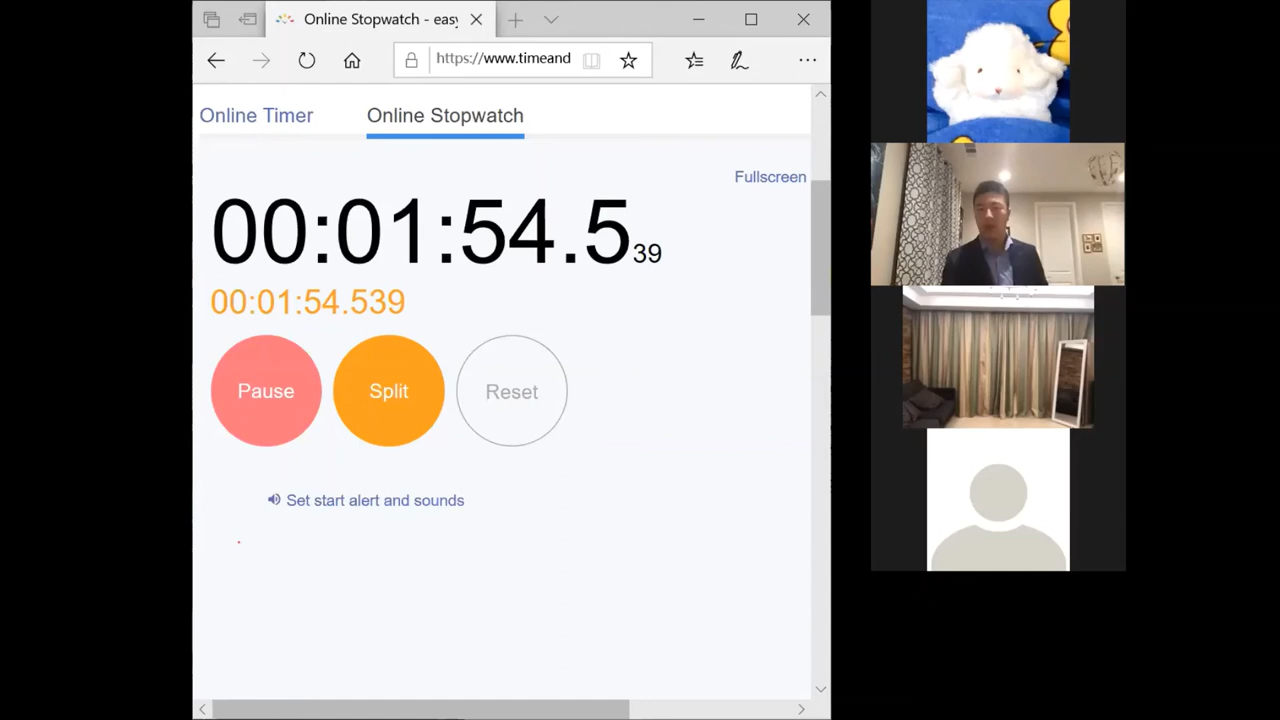 Online Stopwatch - easy
https://www.timeand
Online Timer
Online Stopwatch
Fullscreen
00:01:54.539
00:01:54.539
Pause
Split
Reset
Set start alert and sounds